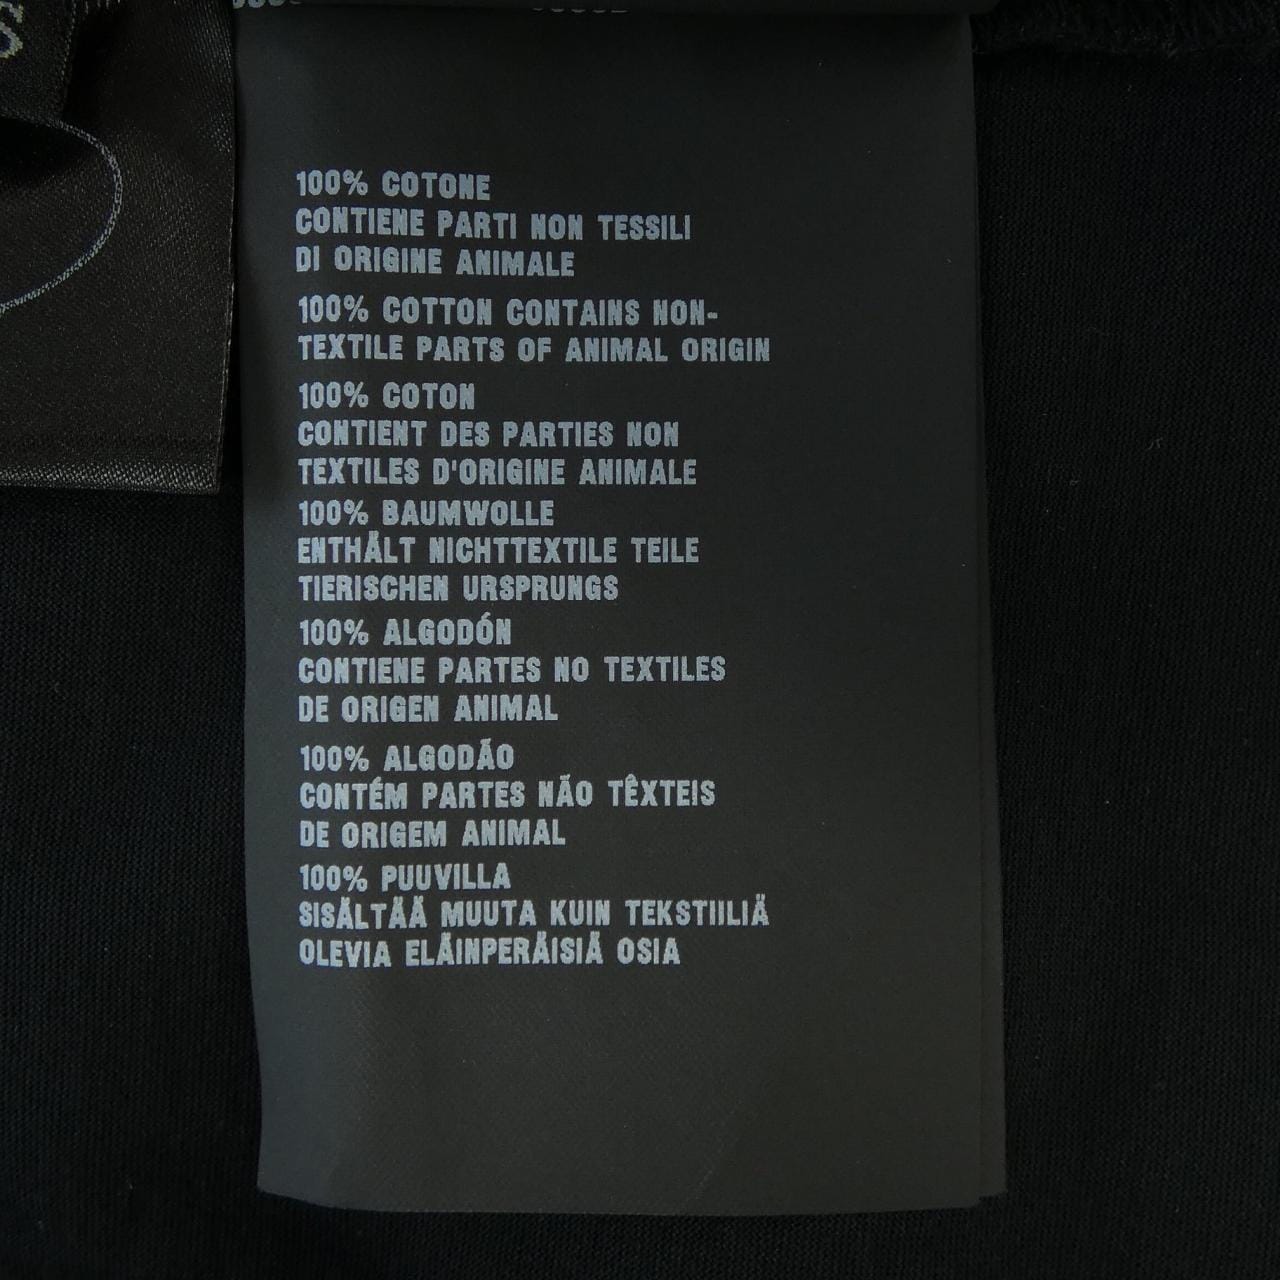 100% COTONE
CONTIENE PARTI NON TESSILI
DI ORIGINE ANIMALE
100% COTTON CONTAINS NON-
TEXTILE PARTS OF ANIMAL ORIGIN
100% COTON
CONTIENT DES PARTIES NON
TEXTILES D'ORIGINE ANIMALE
100% BAUMWOLLE
ENTHÄLT NICHTTEXTILE TEILE
TIERISCHEN URSPRUNGS
100% ALGODÓN
CONTIENE PARTES NO TEXTILES
DE ORIGEN ANIMAL
100% ALGODÃO
CONTÉM PARTES NÃO TÊXTEIS
DE ORIGEM ANIMAL
100% PUUVILLA
SISÄLTÄÄ MUUTA KUIN TEKSTIILIÄ
OLEVIA ELÄINPERÄISIÄ OSIA